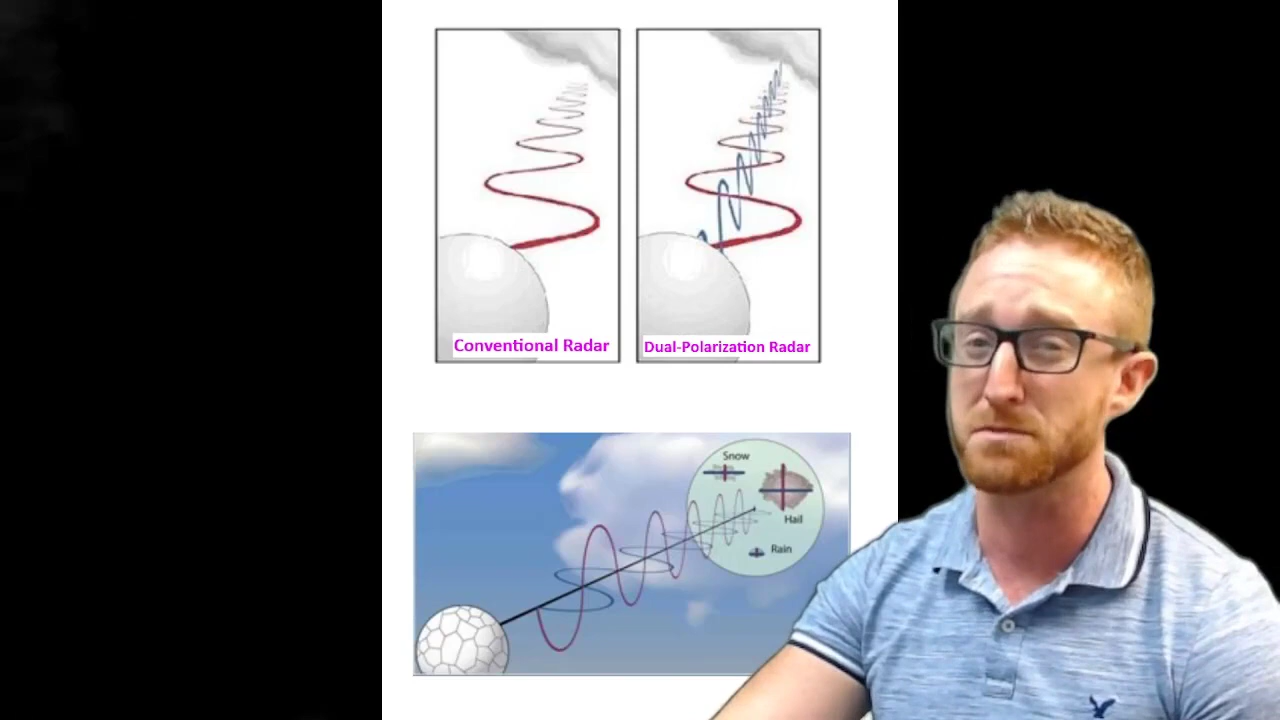 Conventional Radar
Dual-Polarization Radar
Snow
Hail
Rain